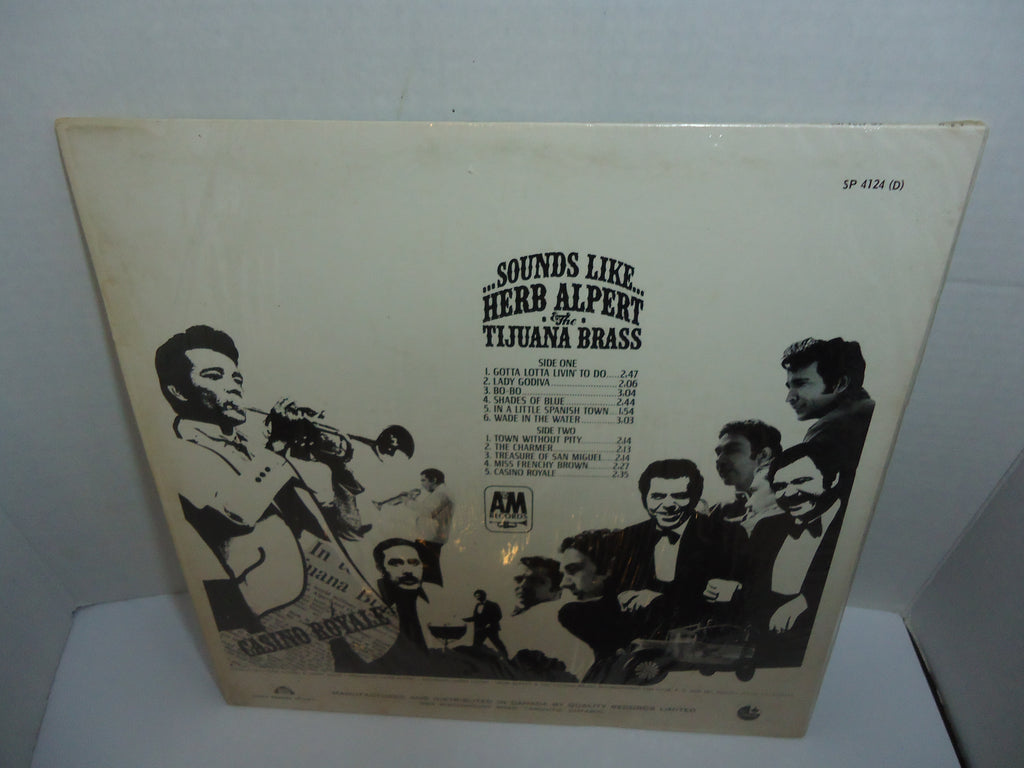 SP 4124 (D)
...SOUNDS LIKE...
HERB ALPERT
& The
TIJUANA BRASS
SIDE ONE
1. GOTTA LOTTA LIVIN' TO DO.....2:47
2. LADY GODIVA..................2:06
3. BO-BO........................3:04
4. SHADES OF BLUE...............2:44
5. IN A LITTLE SPANISH TOWN...1:54
6. WADE IN THE WATER............3:03
SIDE TWO
1. TOWN WITHOUT PITY............2:14
2. THE CHARMER..................2:13
3. TREASURE OF SAN MIGUEL.....2:14
4. MISS FRENCHY BROWN...........2:27
5. CASINO ROYALE................2:35
A&M
RECORDS
In
uana B
CASINO ROYALE
MANUFACTURED AND DISTRIBUTED IN CANADA BY QUALITY RECORDS LIMITED